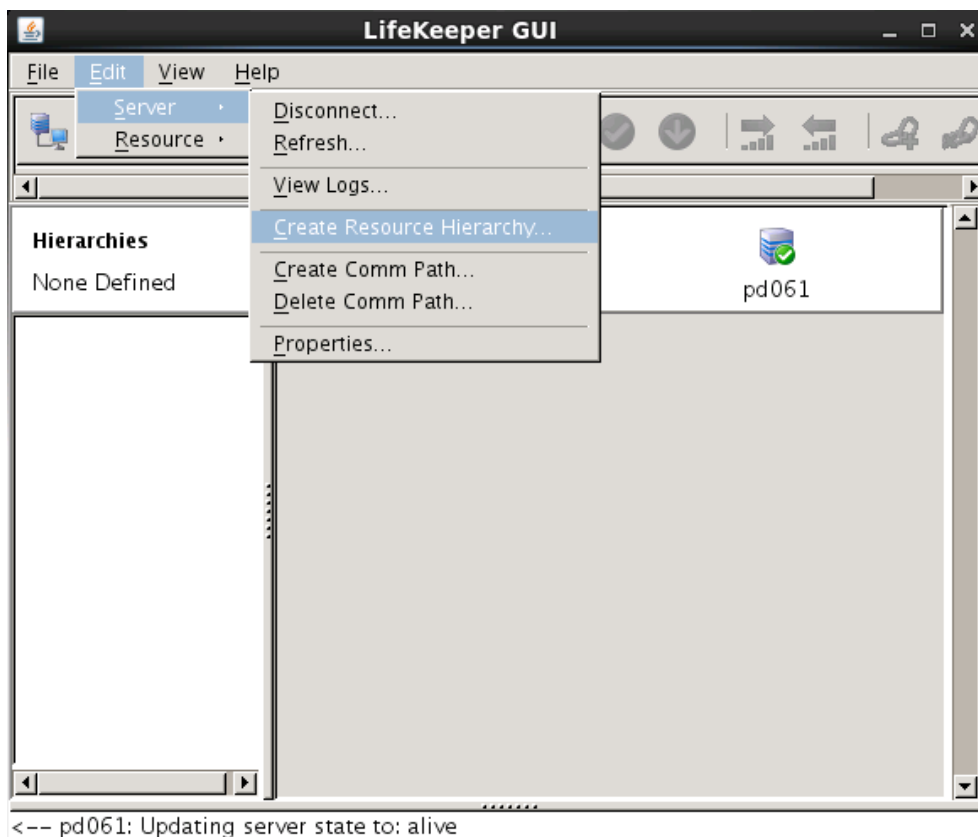 LifeKeeper GUI
File Edit View Help
Server
Resource
Disconnect...
Refresh...
View Logs...
Create Resource Hierarchy...
Create Comm Path...
Delete Comm Path...
Properties...
Hierarchies
None Defined
pd061
<-- pd061: Updating server state to: alive